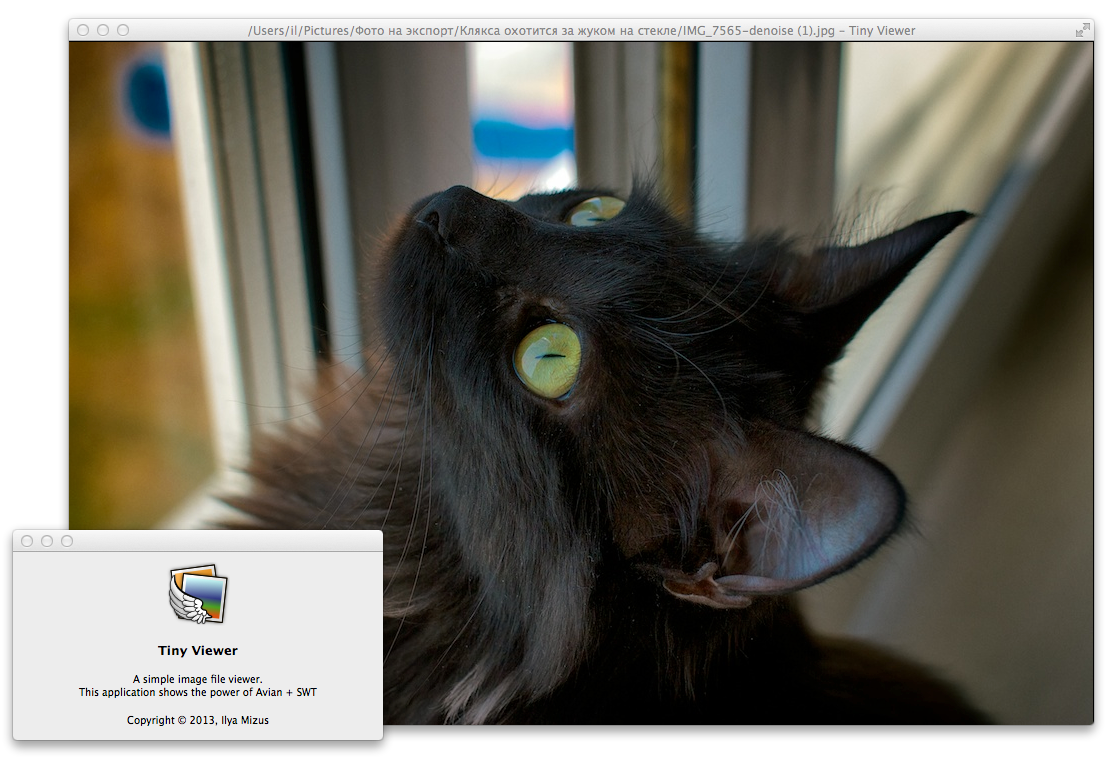 /Users/il/Pictures/Фото на экспорт/Клякса охотится за жуком на стекле/IMG_7565-denoise (1).jpg – Tiny Viewer
Tiny Viewer
A simple image file viewer.
This application shows the power of Avian + SWT
Copyright © 2013, Ilya Mizus